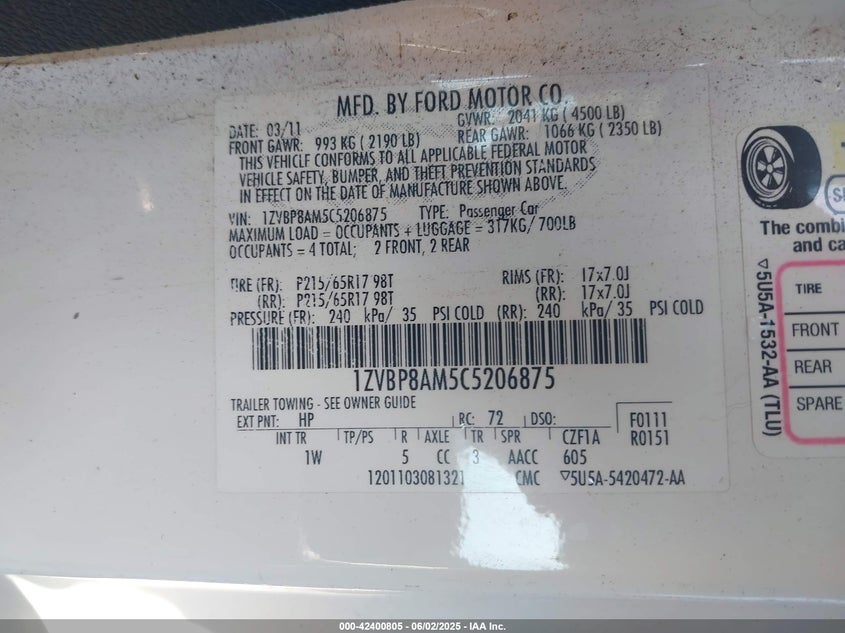 MFD. BY FORD MOTOR CO.
DATE: 03/11 GVWR: 2041 KG ( 4500 LB)
FRONT GAWR: 993 KG ( 2190 LB) REAR GAWR: 1066 KG ( 2350 LB)
THIS VEHICLE CONFORMS TO ALL APPLICABLE FEDERAL MOTOR
VEHICLE SAFETY, BUMPER, AND THEFT PREVENTION STANDARDS
IN EFFECT ON THE DATE OF MANUFACTURE SHOWN ABOVE.
VIN: 1ZVBP8AM5C5206875 TYPE: Passenger Car
MAXIMUM LOAD = OCCUPANTS + LUGGAGE = 317KG/ 700LB
OCCUPANTS = 4 TOTAL; 2 FRONT, 2 REAR
TIRE (FR): P215/65R17 98T RIMS (FR): 17x7.0J
(RR): P215/65R17 98T (RR): 17x7.0J
PRESSURE (FR): 240 kPa/ 35 PSI COLD (RR): 240 kPa/ 35 PSI COLD
1ZVBP8AM5C5206875
TRAILER TOWING - SEE OWNER GUIDE
EXT PNT: HP RC: 72 DSO: F0111
INT TR TP/PS R AXLE TR SPR CZF1A R0151
1W 5 CC 3 AACC 605
1201103081321 CMC ▽5U5A-5420472-AA
The combi
and ca
▽5U5A-1532-AA (TLU)
TIRE
FRONT
REAR
SPARE
000-42400805 - 06/02/2025 - IAA Inc.